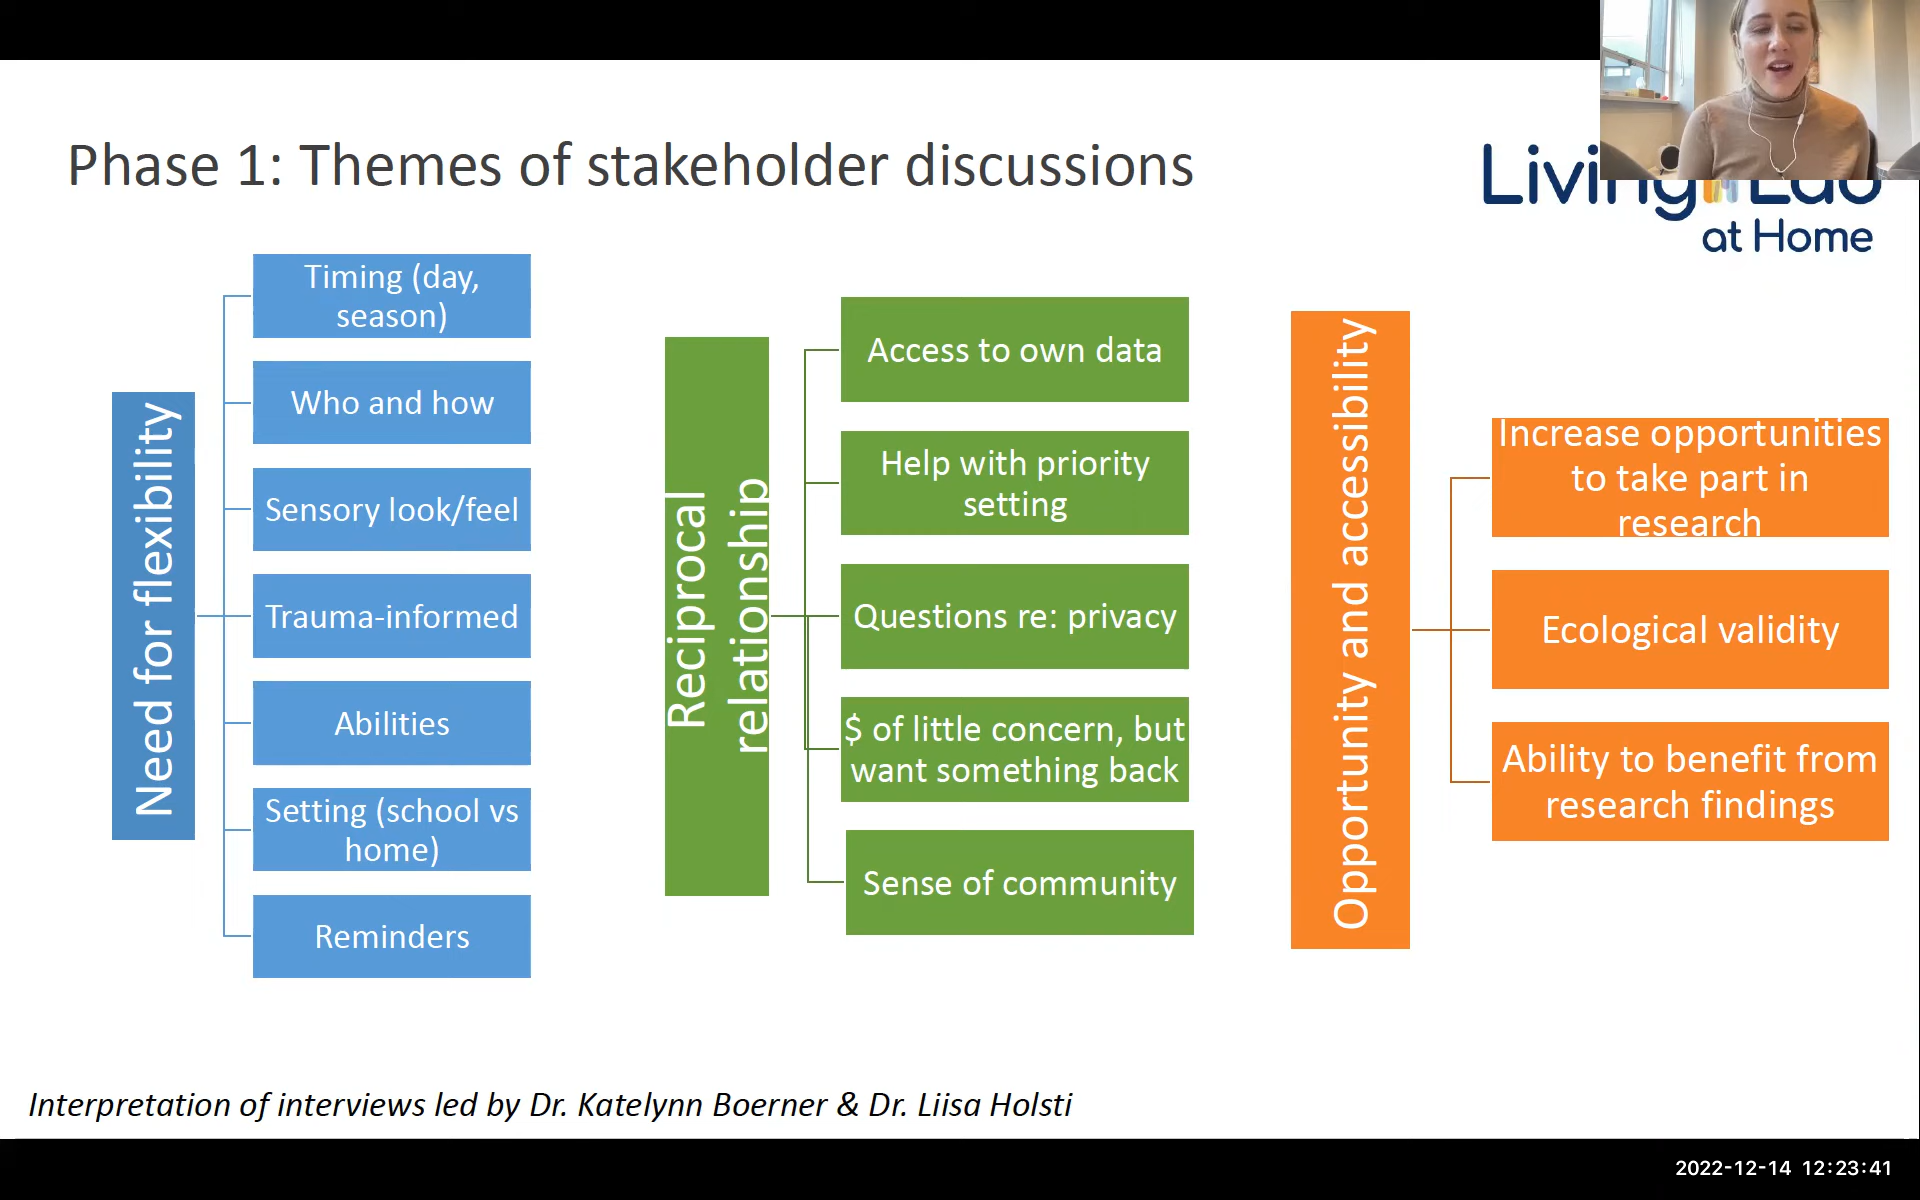 Phase 1: Themes of stakeholder discussions
Living Lab
at Home
Need for flexibility
Timing (day,
season)
Who and how
Sensory look/feel
Trauma-informed
Abilities
Setting (school vs
home)
Reminders
Reciprocal
relationship
Access to own data
Help with priority
setting
Questions re: privacy
$ of little concern, but
want something back
Sense of community
Opportunity and accessibility
Increase opportunities
to take part in
research
Ecological validity
Ability to benefit from
research findings
Interpretation of interviews led by Dr. Katelynn Boerner & Dr. Liisa Holsti
2022-12-14 12:23:41